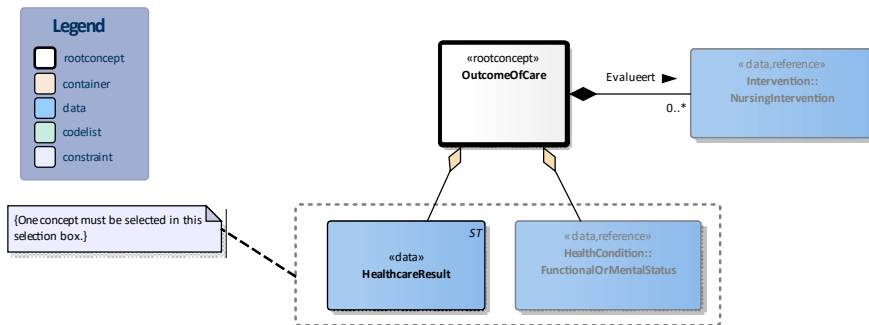 Legend
rootconcept
container
data
codelist
constraint
«rootconcept»
OutcomeOfCare
Evalueert
0..*
«data,reference»
Intervention::
NursingIntervention
{One concept must be selected in this
selection box.}
ST
«data»
HealthcareResult
«data,reference»
HealthCondition::
FunctionalOrMentalStatus